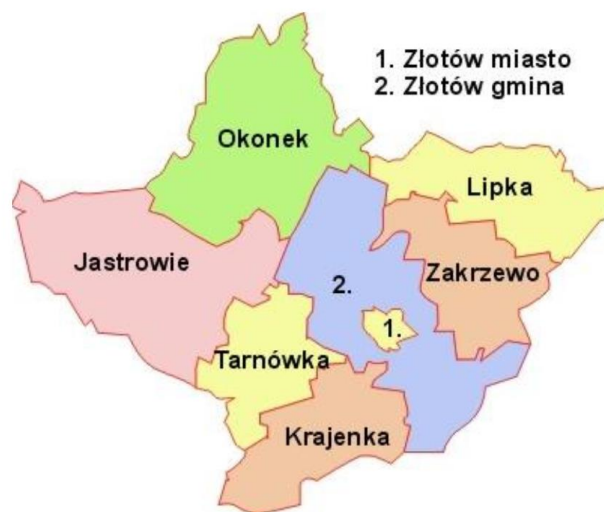 1. Złotów miasto
2. Złotów gmina
Okonek
Lipka
Jastrowie
Zakrzewo
2.
1.
Tarnówka
Krajenka